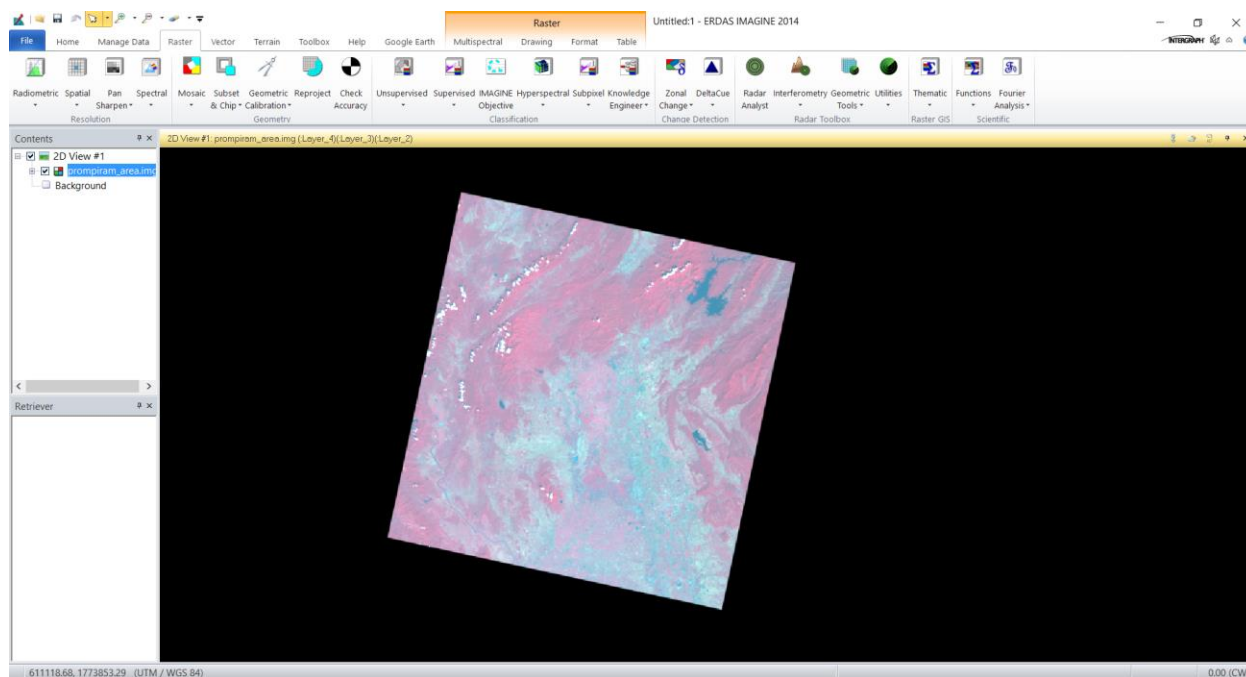 Raster
Untitled:1 - ERDAS IMAGINE 2014
File Home Manage Data Raster Vector Terrain Toolbox Help Google Earth Multispectral Drawing Format Table
INTERGRAPH
Radiometric Spatial Pan Sharpen Spectral Mosaic Subset & Chip Geometric Calibration Reproject Check Accuracy Unsupervised Supervised IMAGINE Objective Hyperspectral Subpixel Knowledge Engineer Zonal Change DeltaCue Radar Analyst Interferometry Geometric Tools Utilities Thematic Functions Fourier Analysis
Resolution Geometry Classification Change Detection Radar Toolbox Raster GIS Scientific
Contents
2D View #1: prompiram_area.img (:Layer_4)(:Layer_3)(:Layer_2)
2D View #1
prompiram_area.img
Background
Retriever
611118.68, 1773853.29 (UTM / WGS 84)
0.00 (CW